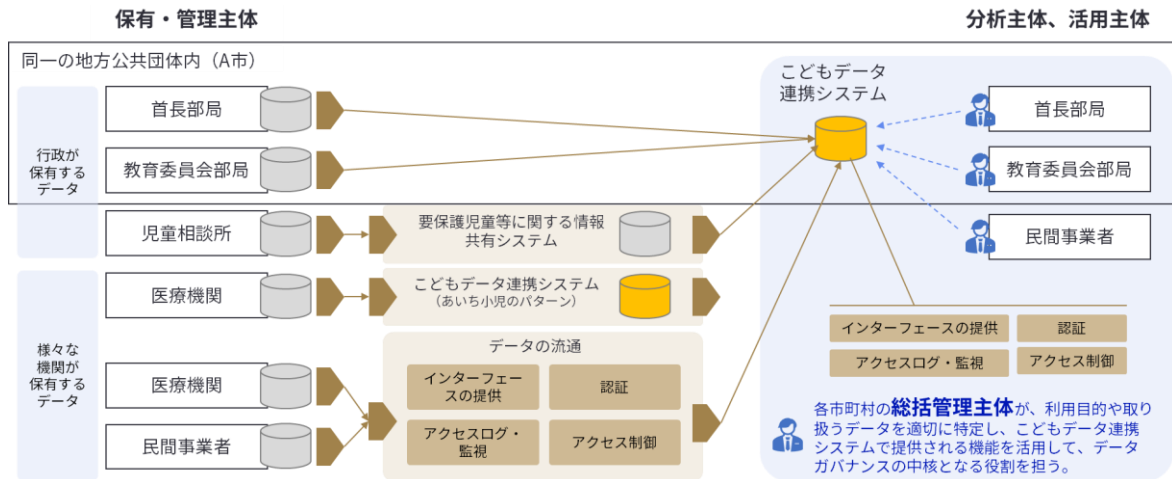 保有・管理主体
分析主体、活用主体
同一の地方公共団体内（A市）
行政が
保有する
データ
首長部局
教育委員会部局
児童相談所
要保護児童等に関する情報
共有システム
様々な
機関が
保有する
データ
医療機関
こどもデータ連携システム
（あいち小児のパターン）
医療機関
民間事業者
データの流通
インターフェー
スの提供
認証
アクセスログ・
監視
アクセス制御
こどもデータ
連携システム
首長部局
教育委員会部局
民間事業者
インターフェースの提供
認証
アクセスログ・監視
アクセス制御
各市町村の総括管理主体が、利用目的や取り
扱うデータを適切に特定し、こどもデータ連携
システムで提供される機能を活用して、データ
ガバナンスの中核となる役割を担う。